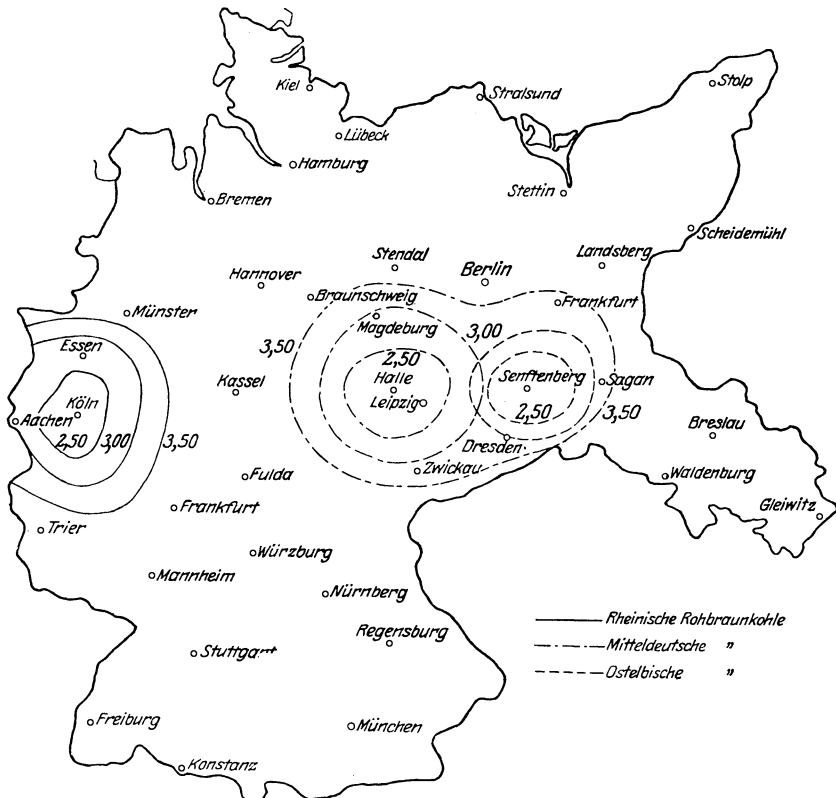 Kiel
Stralsund
Stolp
Lübeck
Hamburg
Bremen
Stettin
Scheidemühl
Stendal
Berlin
Landsberg
Hannover
Braunschweig
Frankfurt
Münster
Magdeburg
3,00
3,50
Essen
2,50
Kassel
Halle
Senftenberg
Sagan
Köln
Leipzig
2,50
3,50
Aachen
2,50
3,00
3,50
Dresden
Breslau
Zwickau
Fulda
Waldenburg
Frankfurt
Gleiwitz
Trier
Würzburg
Mannheim
Nürnberg
Rheinische Rohbraunkohle
Regensburg
Stuttgart
Mitteldeutsche "
Ostelbische "
Freiburg
München
Konstanz